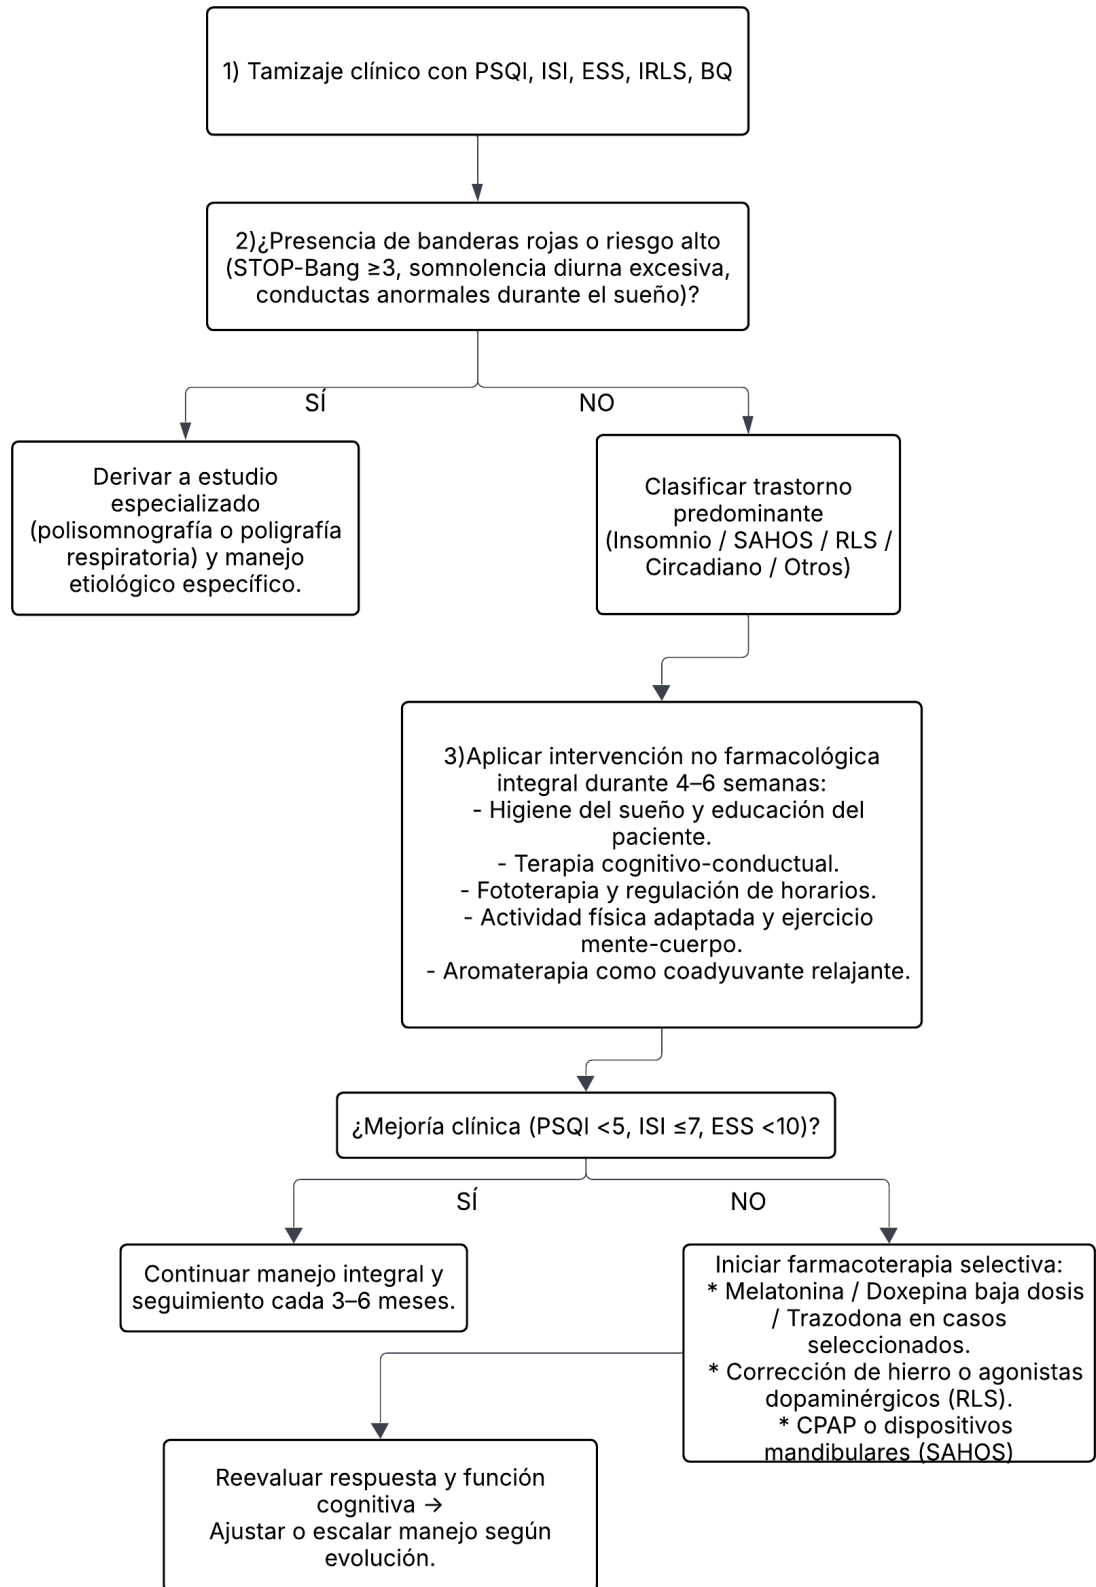 1) Tamizaje clínico con PSQI, ISI, ESS, IRLS, BQ
2)¿Presencia de banderas rojas o riesgo alto
(STOP-Bang ≥3, somnolencia diurna excesiva,
conductas anormales durante el sueño)?
SÍ
NO
Derivar a estudio
especializado
(polisomnografía o poligrafía
respiratoria) y manejo
etiológico específico.
Clasificar trastorno
predominante
(Insomnio / SAHOS / RLS /
Circadiano / Otros)
3)Aplicar intervención no farmacológica
integral durante 4–6 semanas:
- Higiene del sueño y educación del
paciente.
- Terapia cognitivo-conductual.
- Fototerapia y regulación de horarios.
- Actividad física adaptada y ejercicio
mente-cuerpo.
- Aromaterapia como coadyuvante relajante.
¿Mejoría clínica (PSQI <5, ISI ≤7, ESS <10)?
SÍ
NO
Continuar manejo integral y
seguimiento cada 3–6 meses.
Iniciar farmacoterapia selectiva:
* Melatonina / Doxepina baja dosis
/ Trazodona en casos
seleccionados.
* Corrección de hierro o agonistas
dopaminérgicos (RLS).
* CPAP o dispositivos
mandibulares (SAHOS)
Reevaluar respuesta y función
cognitiva →
Ajustar o escalar manejo según
evolución.